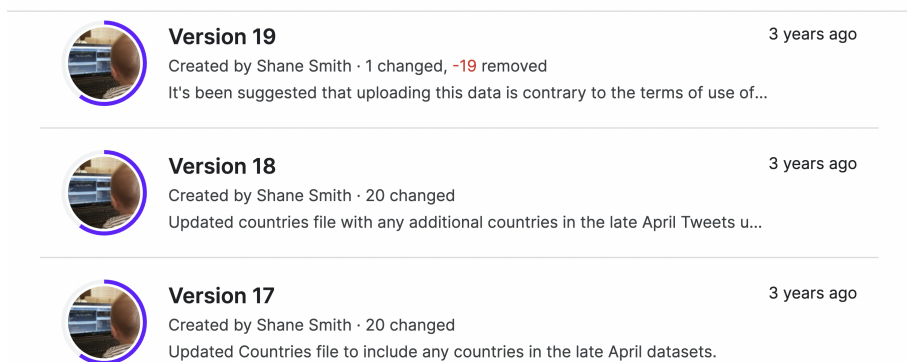 Version 19
3 years ago
Created by Shane Smith · 1 changed, -19 removed
It's been suggested that uploading this data is contrary to the terms of use of...
Version 18
3 years ago
Created by Shane Smith · 20 changed
Updated countries file with any additional countries in the late April Tweets u...
Version 17
3 years ago
Created by Shane Smith · 20 changed
Updated Countries file to include any countries in the late April datasets.